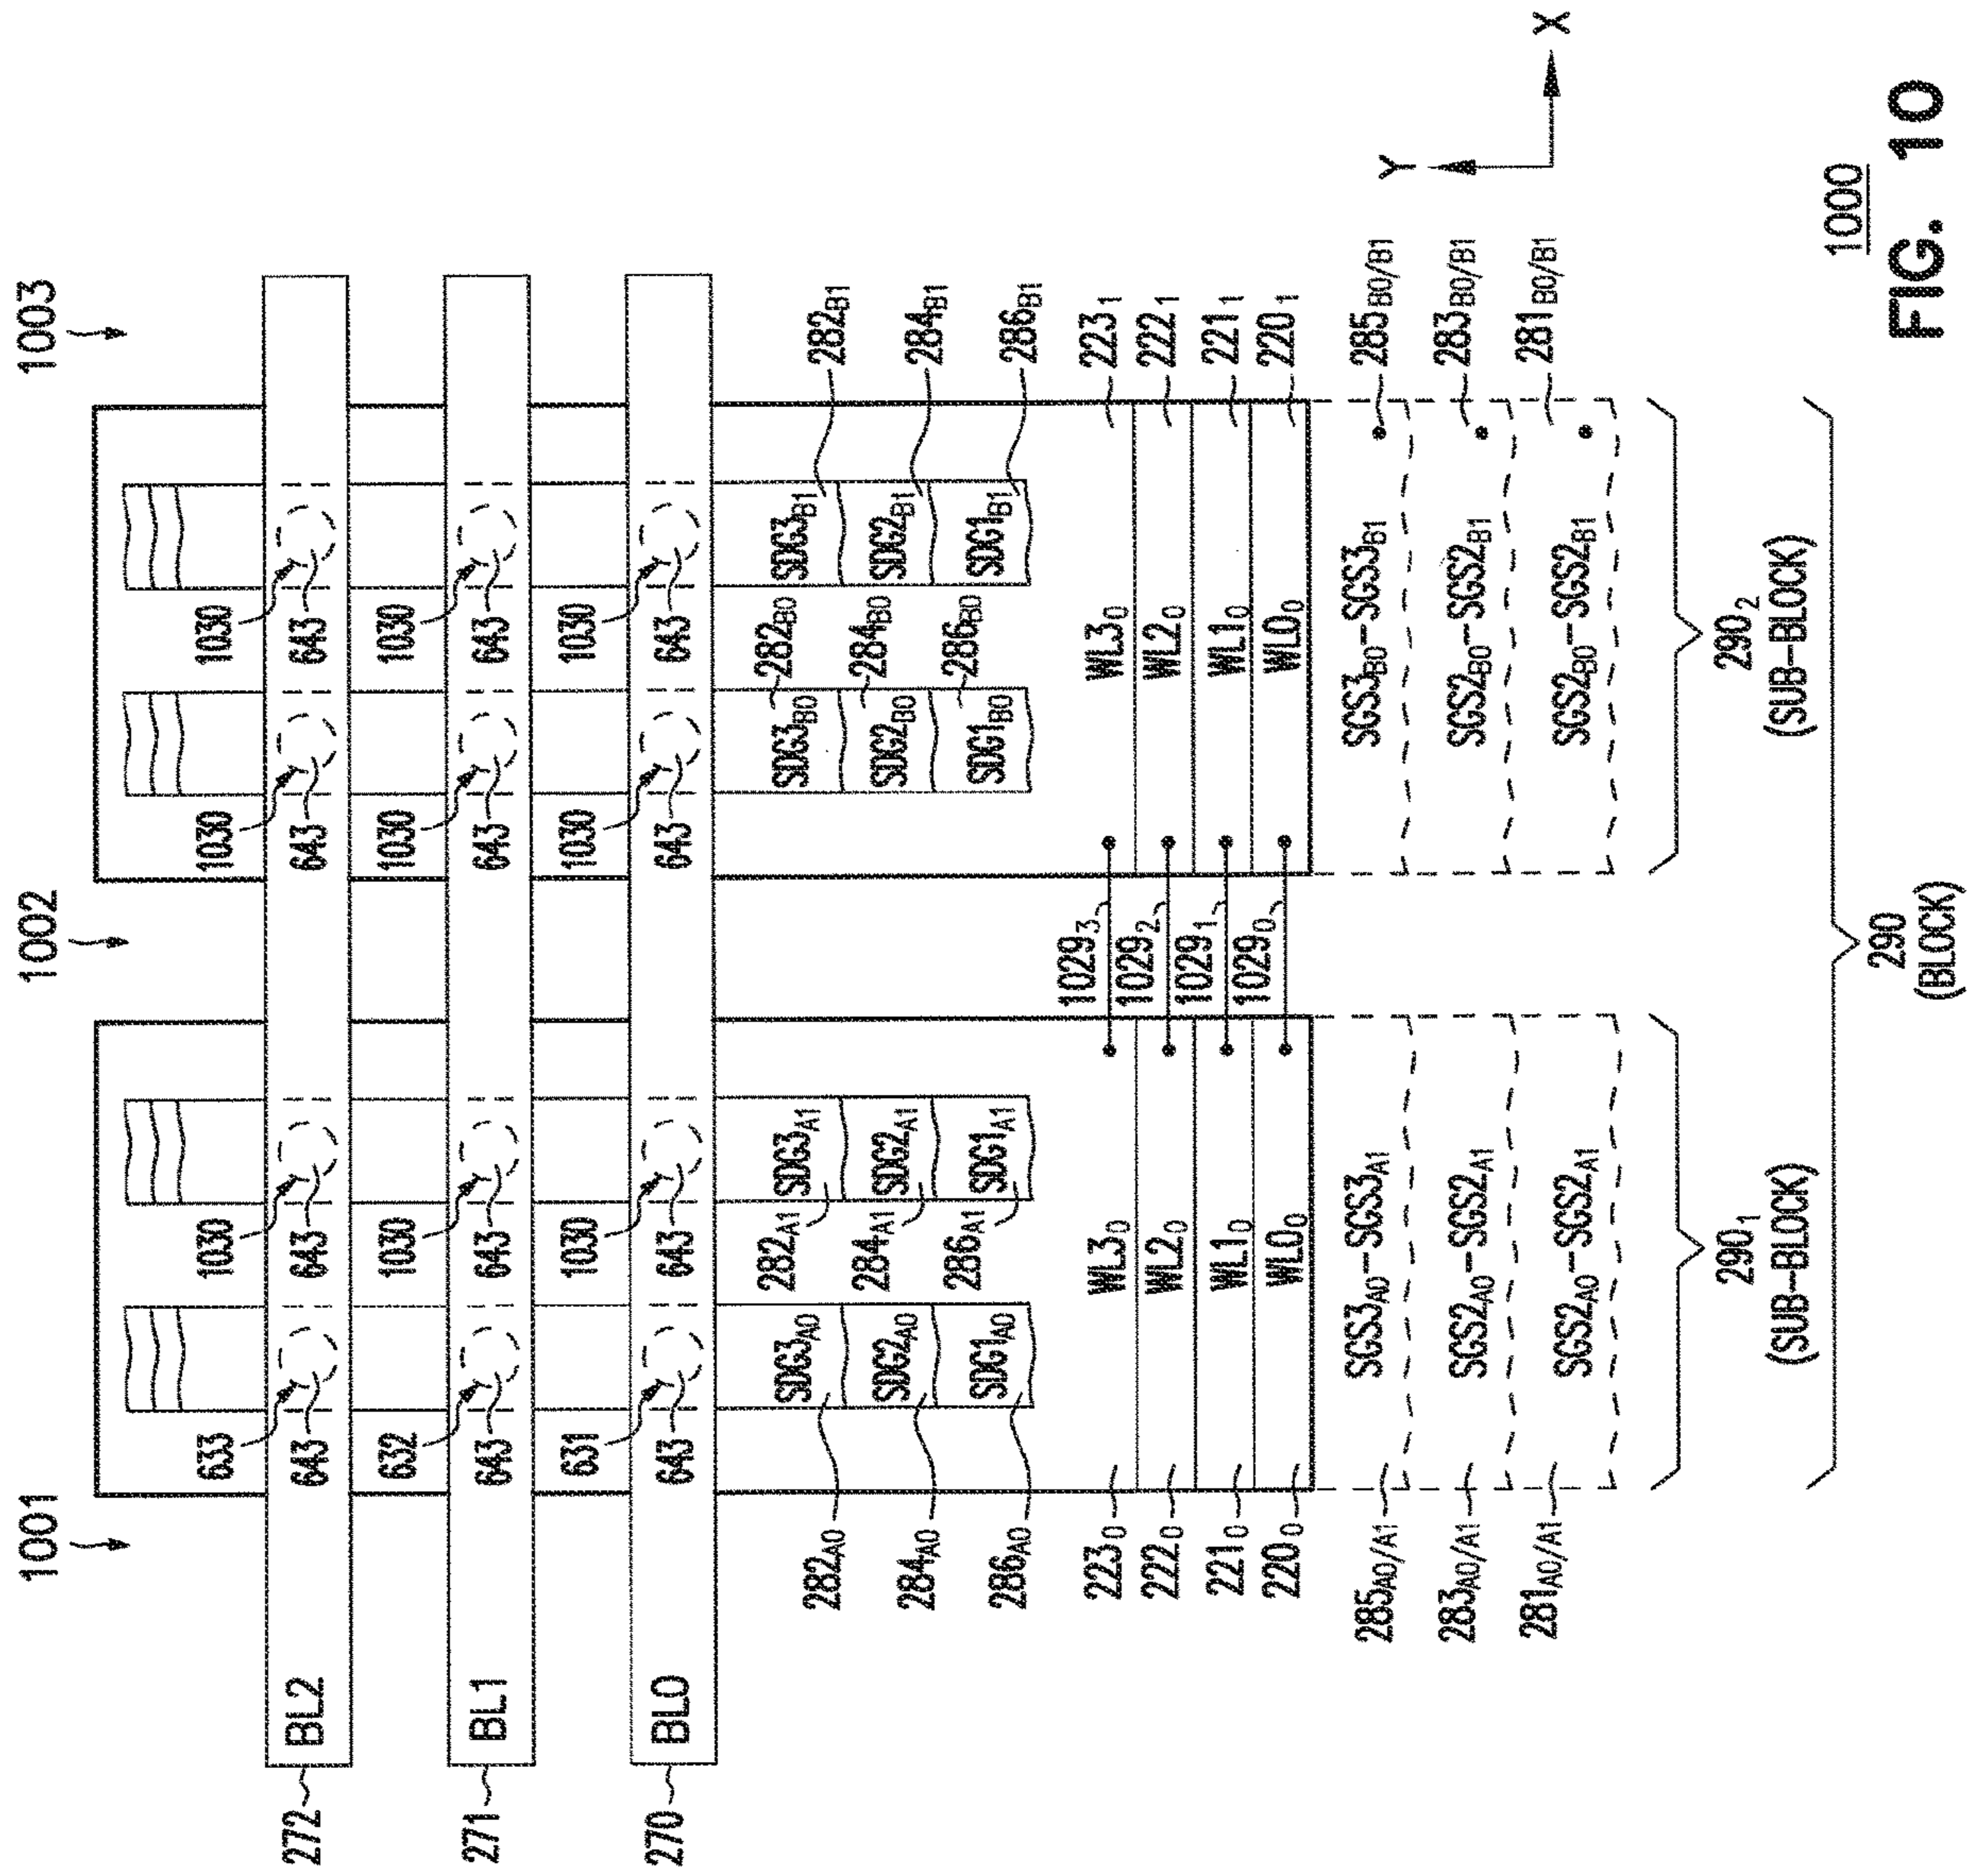 1001
1002
1003
633
1030
1030
1030
272
BL2
643
643
643
643
632
1030
1030
1030
271
BL1
643
643
643
643
631
1030
1030
1030
270
BL0
643
643
643
643
282A0
SDG3A0
282A1
SDG3A1
SDG3B0
282B0
SDG3B1
282B1
284A0
SDG2A0
284A1
SDG2A1
SDG2B0
284B0
SDG2B1
284B1
286A0
SDG1A0
286A1
SDG1A1
SDG1B0
286B0
SDG1B1
286B1
223₀
WL3₀
1029₃
WL3₀
223₁
222₀
WL2₀
1029₂
WL2₀
222₁
221₀
WL1₀
1029₁
WL1₀
221₁
220₀
WL0₀
1029₀
WL0₀
220₁
285A0/A1
SGS3A0–SGS3A1
SGS3B0–SGS3B1
285B0/B1
283A0/A1
SGS2A0–SGS2A1
SGS2B0–SGS2B1
283B0/B1
281A0/A1
SGS2A0–SGS2A1
SGS2B0–SGS2B1
281B0/B1
290₁
(SUB–BLOCK)
290₂
(SUB–BLOCK)
290
(BLOCK)
Y
X
1000
FIG. 10